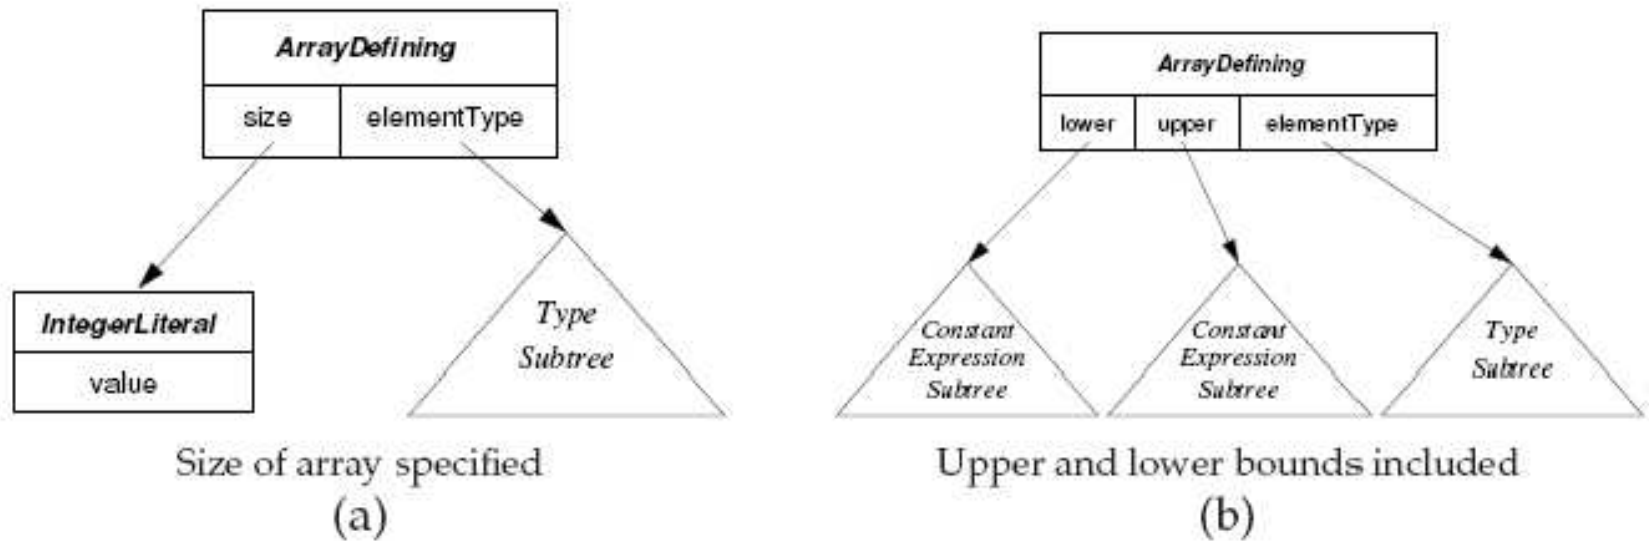 ArrayDefining
size
elementType
IntegerLiteral
value
Type
Subtree
Size of array specified
(a)
ArrayDefining
lower
upper
elementType
Constant
Expression
Subtree
Constant
Expression
Subtree
Type
Subtree
Upper and lower bounds included
(b)